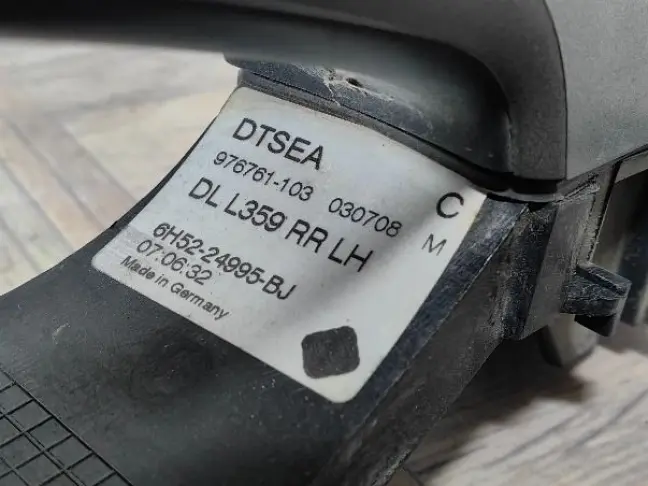 DTSEA
976761-103 030708 C
DL L359 RR LH M
6H52-24995-BJ
07:06:32
Made in Germany